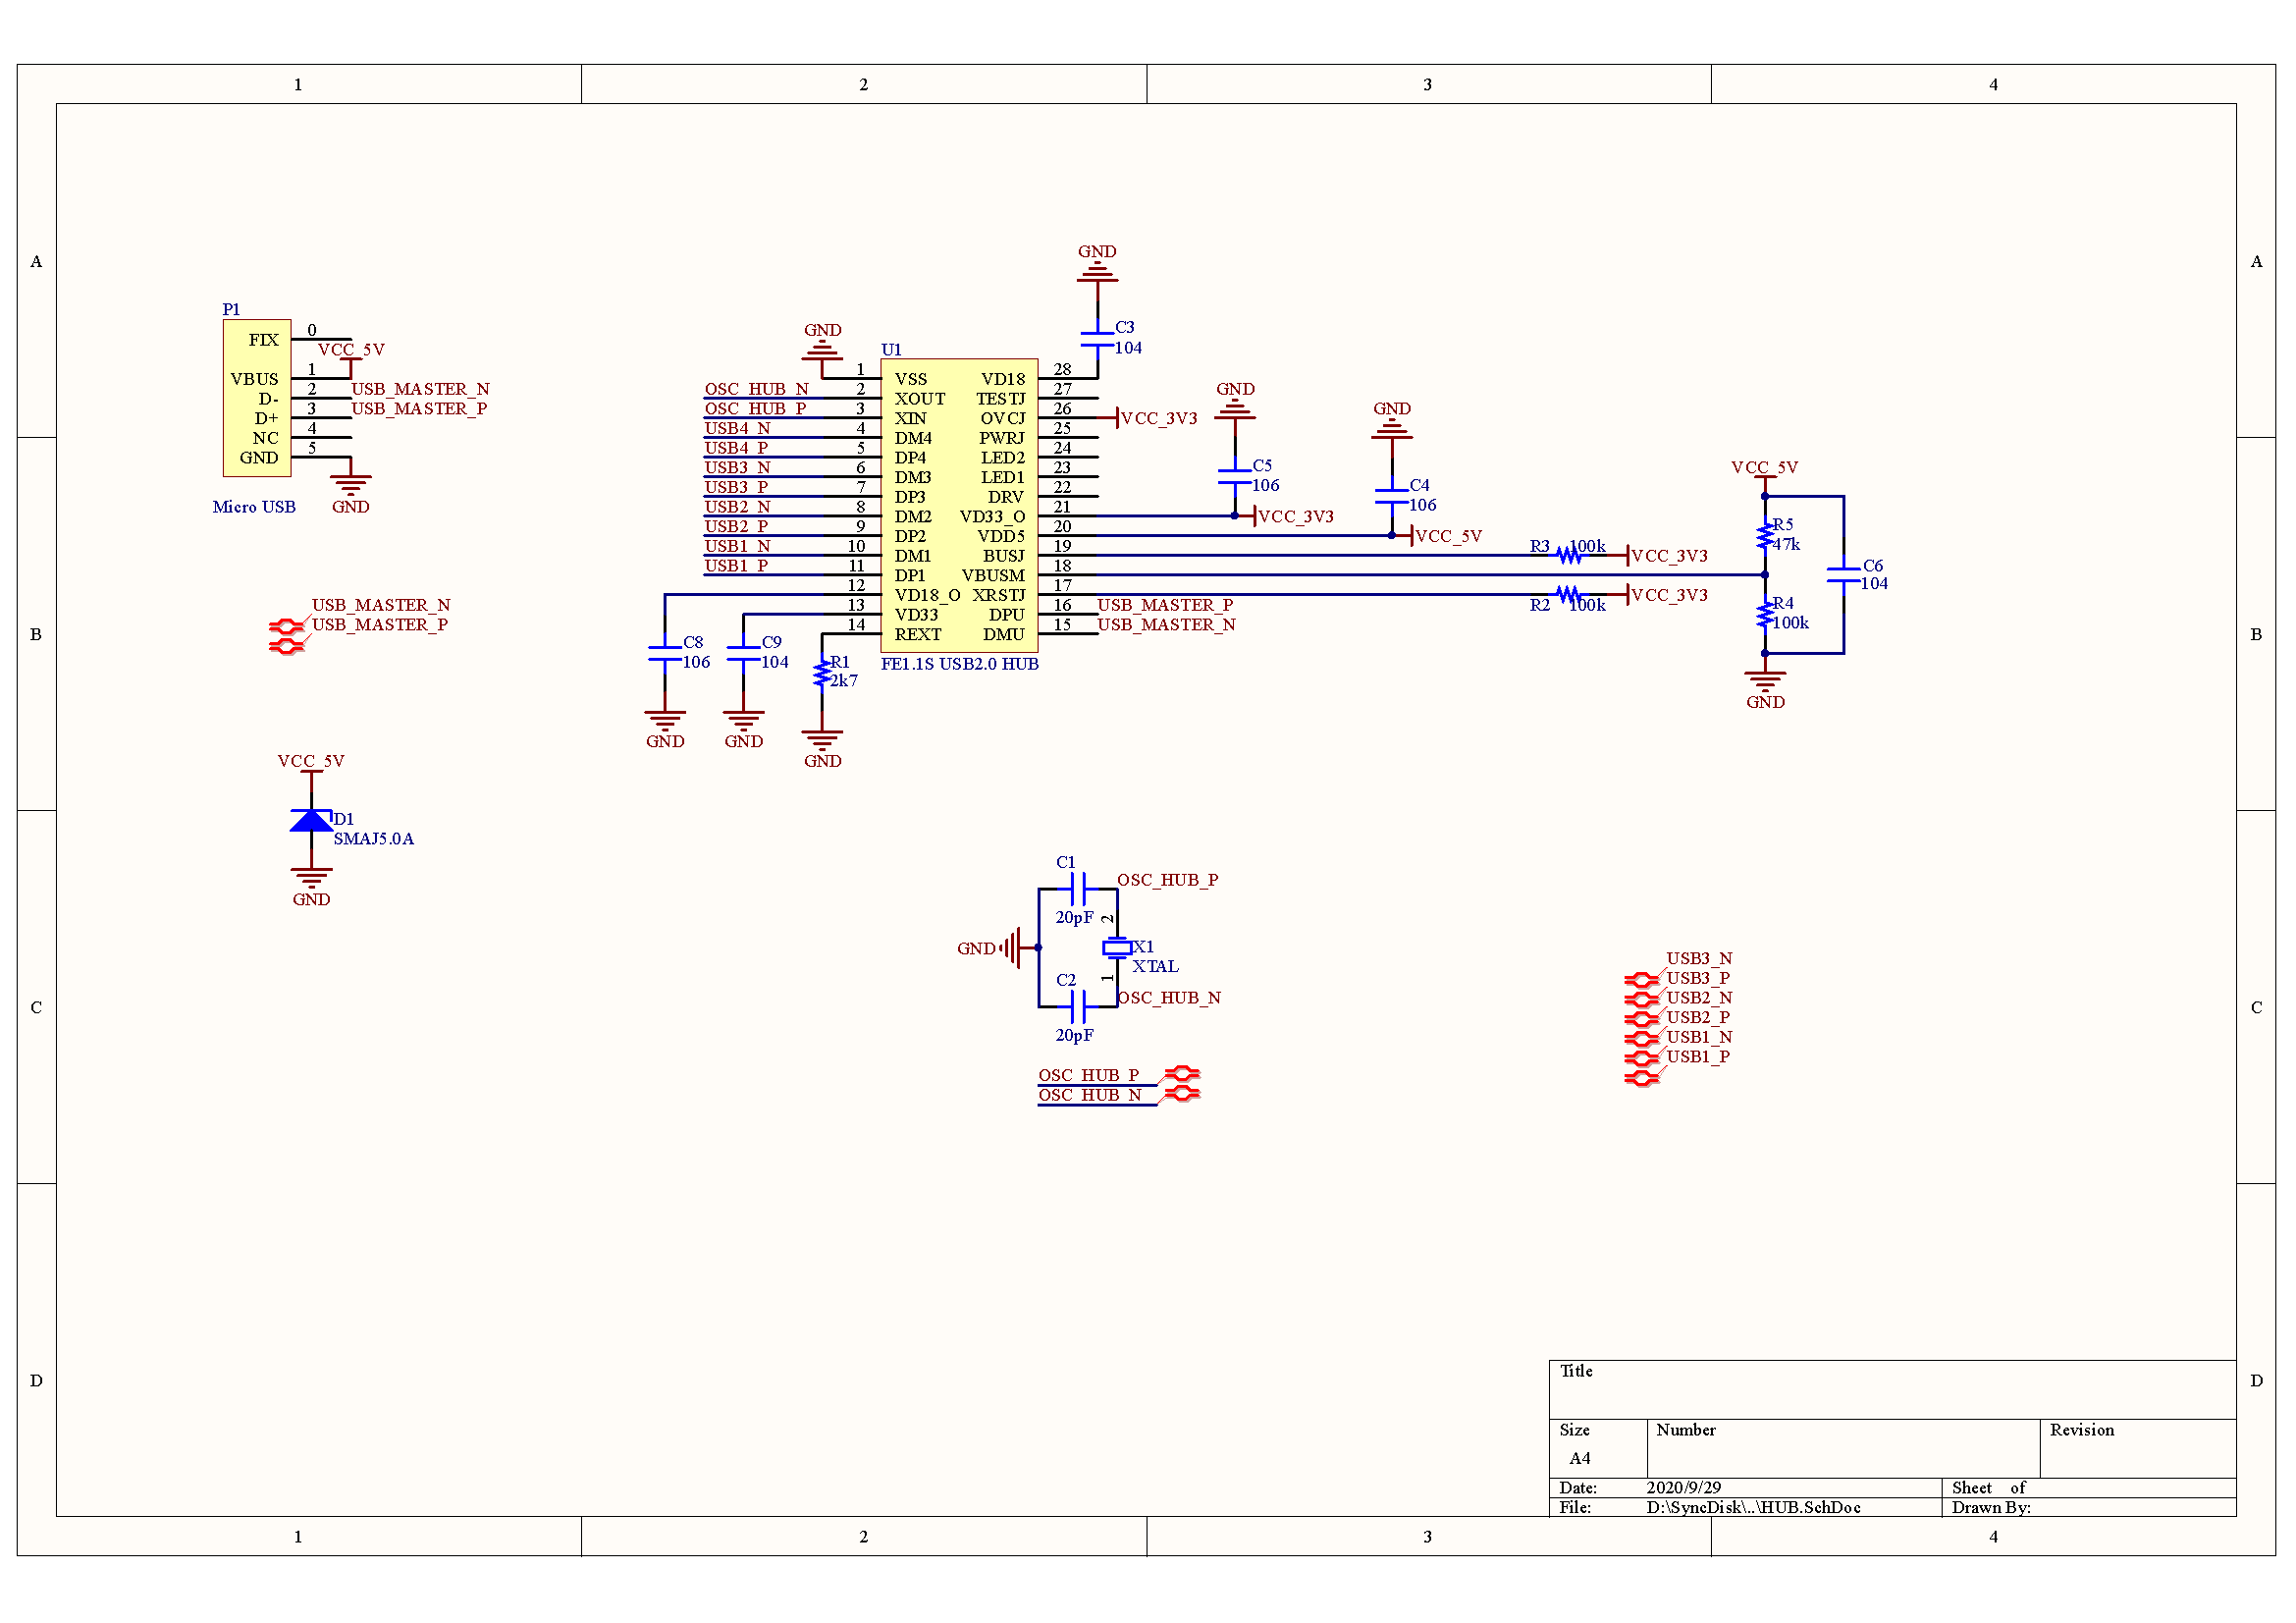 1 2 3 4
A A
B B
C C
D D
P1
FIX 0
VCC_5V
VBUS 1
D- 2 USB_MASTER_N
D+ 3 USB_MASTER_P
NC 4
GND 5
Micro USB GND
USB_MASTER_N
USB_MASTER_P
VCC_5V
D1
SMAJ5.0A
GND
GND
U1
OSC_HUB_N
OSC_HUB_P
USB4_N
USB4_P
USB3_N
USB3_P
USB2_N
USB2_P
USB1_N
USB1_P
1 VSS VD18 28
2 XOUT TESTJ 27
3 XIN OVCJ 26 VCC_3V3
4 DM4 PWRJ 25
5 DP4 LED2 24
6 DM3 LED1 23
7 DP3 DRV 22
8 DM2 VD33_O 21 VCC_3V3
9 DP2 VDD5 20 VCC_5V
10 DM1 BUSJ 19
11 DP1 VBUSM 18
12 VD18_O XRSTJ 17
13 VD33 DPU 16 USB_MASTER_P
14 REXT DMU 15 USB_MASTER_N
FE1.1S USB2.0 HUB
GND
C3
104
GND
C5
106
GND
C4
106
R3 100k VCC_3V3
R2 100k VCC_3V3
VCC_5V
R5
47k
R4
100k
C6
104
GND
C8
106
GND
C9
104
GND
R1
2k7
GND
C1
20pF
OSC_HUB_P
2
GND
X1
XTAL
1
C2
20pF
OSC_HUB_N
OSC_HUB_P
OSC_HUB_N
USB3_N
USB3_P
USB2_N
USB2_P
USB1_N
USB1_P
Title
Size Number Revision
A4
Date: 2020/9/29 Sheet of
File: D:\SyncDisk\..\HUB.SchDoc Drawn By:
1 2 3 4